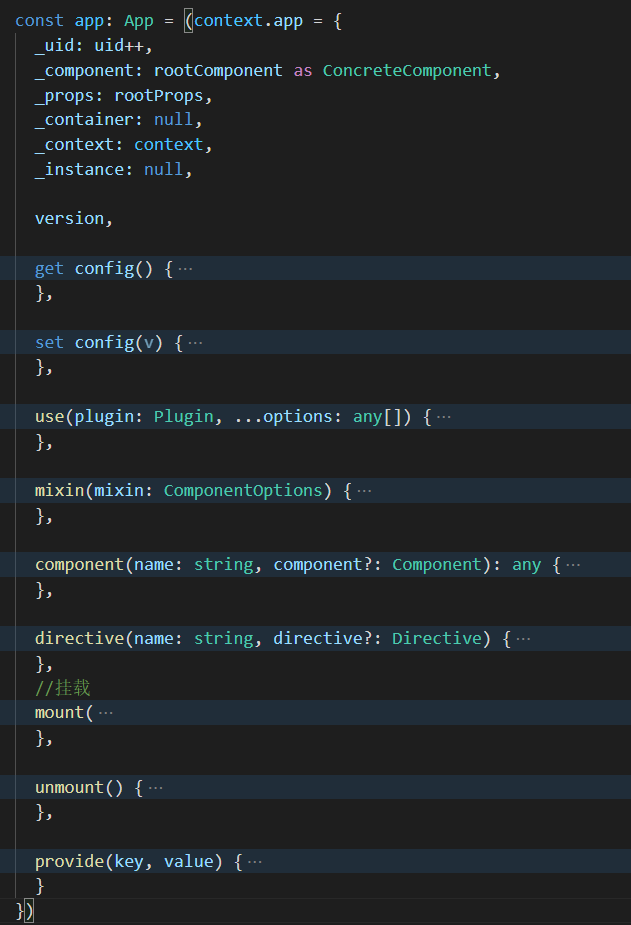 const app: App = (context.app = {
_uid: uid++,
_component: rootComponent as ConcreteComponent,
_props: rootProps,
_container: null,
_context: context,
_instance: null,
version,
get config() { ···
},
set config(v) { ···
},
use(plugin: Plugin, ...options: any[]) { ···
},
mixin(mixin: ComponentOptions) { ···
},
component(name: string, component?: Component): any { ···
},
directive(name: string, directive?: Directive) { ···
},
//挂载
mount( ···
},
unmount() { ···
},
provide(key, value) { ···
}
})